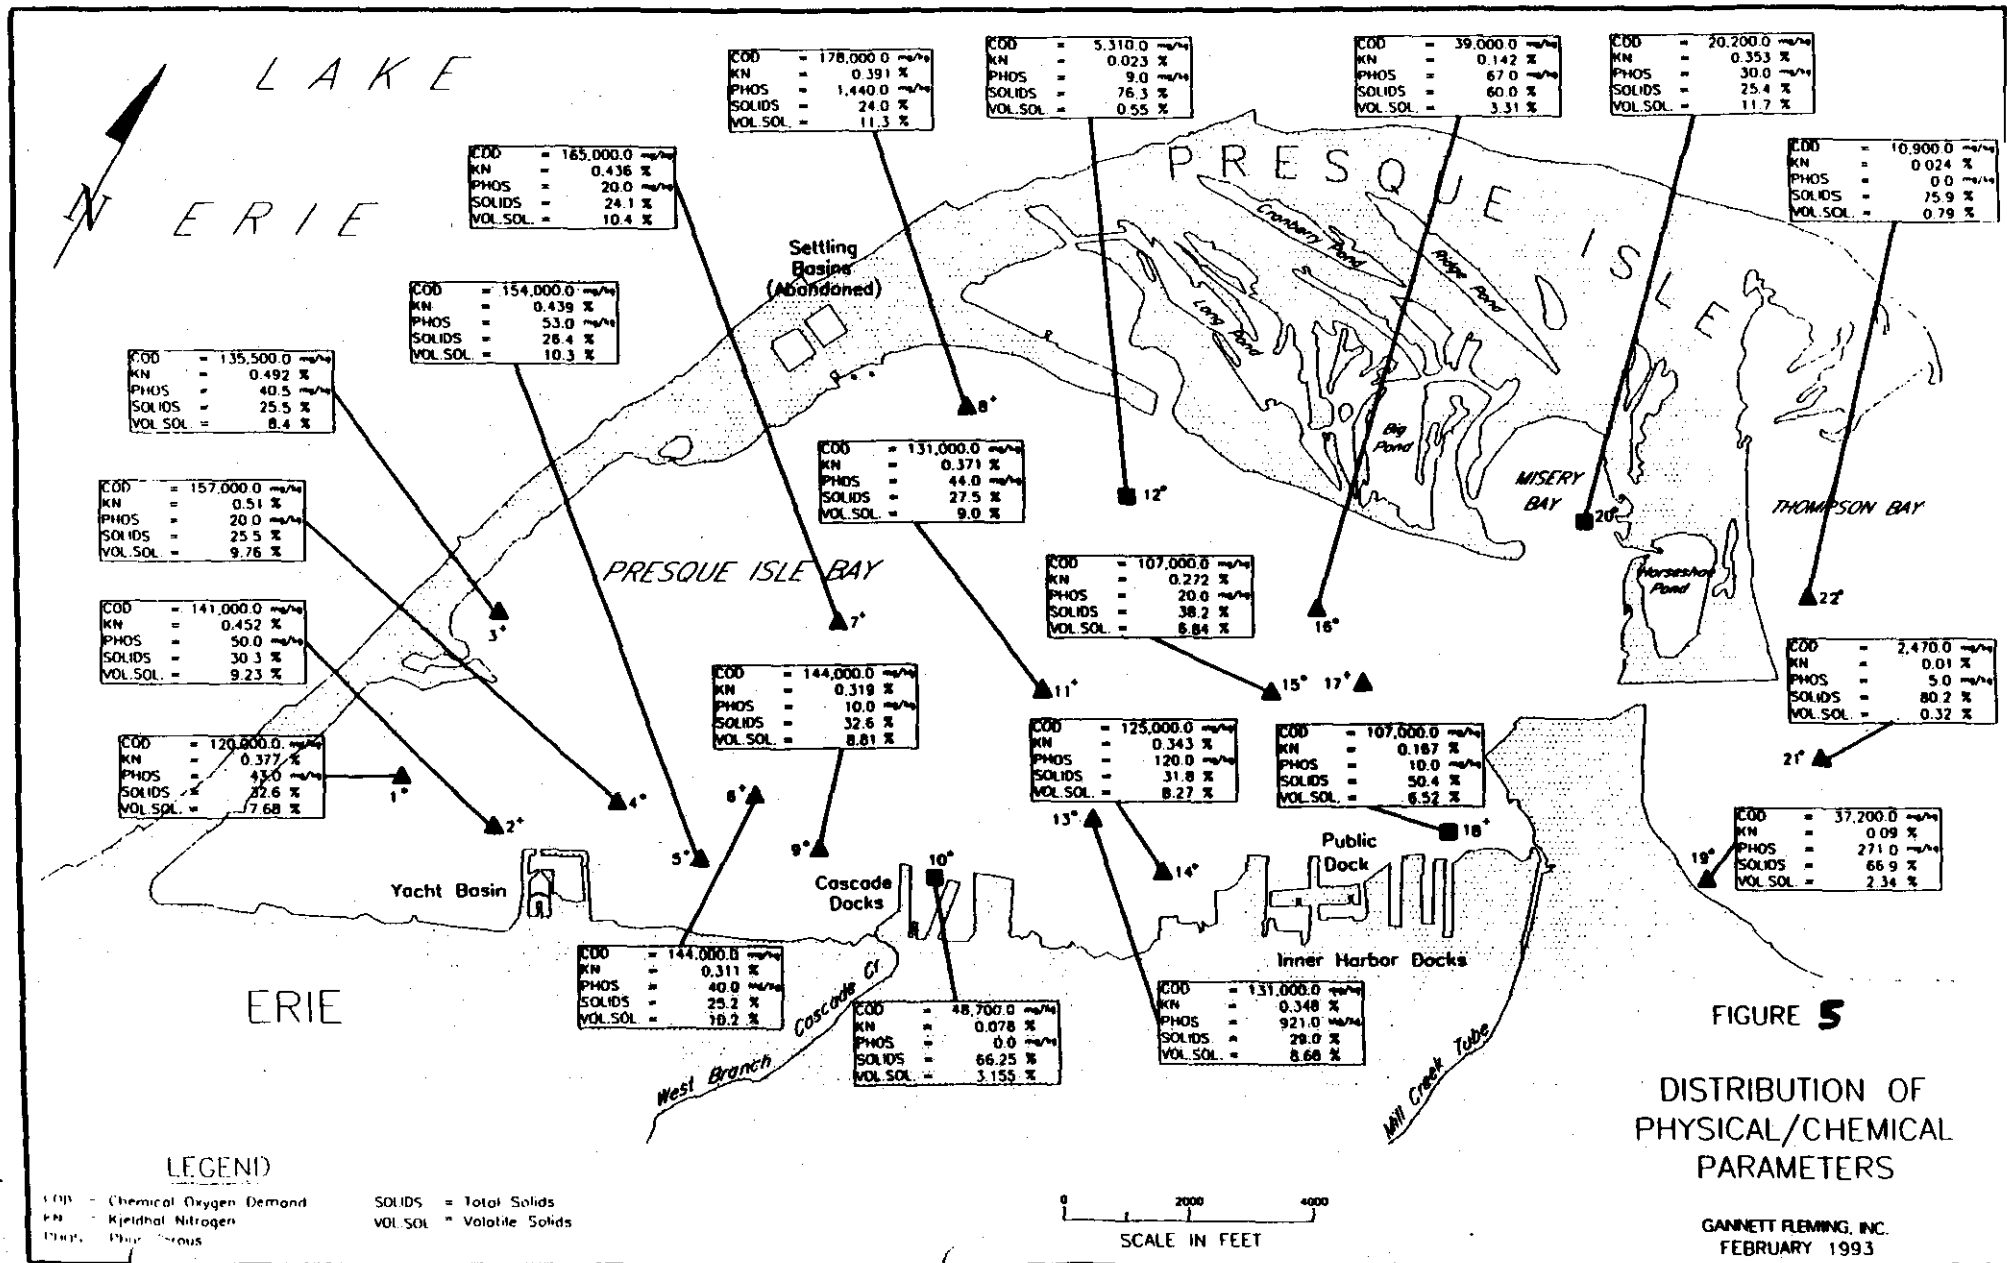 LAKE
ERIE
N
COD = 178,000.0 mg/kg
KN = 0.391 %
PHOS = 1,440.0 mg/kg
SOLIDS = 24.0 %
VOL.SOL. = 11.3 %
COD = 5,310.0 mg/kg
KN = 0.023 %
PHOS = 9.0 mg/kg
SOLIDS = 76.3 %
VOL.SOL. = 0.55 %
COD = 39,000.0 mg/kg
KN = 0.142 %
PHOS = 67.0 mg/kg
SOLIDS = 60.0 %
VOL.SOL. = 3.31 %
COD = 20,200.0 mg/kg
KN = 0.353 %
PHOS = 30.0 mg/kg
SOLIDS = 25.4 %
VOL.SOL. = 11.7 %
COD = 10,900.0 mg/kg
KN = 0.024 %
PHOS = 0.0 mg/kg
SOLIDS = 75.9 %
VOL.SOL. = 0.79 %
COD = 165,000.0 mg/kg
KN = 0.436 %
PHOS = 20.0 mg/kg
SOLIDS = 24.1 %
VOL.SOL. = 10.4 %
PRESQUE ISLE
Cranberry Pond
Ridge Pond
Long Pond
Big
Pond
Settling
Basins
(Abandoned)
COD = 154,000.0 mg/kg
KN = 0.439 %
PHOS = 53.0 mg/kg
SOLIDS = 26.4 %
VOL.SOL. = 10.3 %
COD = 135,500.0 mg/kg
KN = 0.492 %
PHOS = 40.5 mg/kg
SOLIDS = 25.5 %
VOL.SOL. = 8.4 %
8+
COD = 131,000.0 mg/kg
KN = 0.371 %
PHOS = 44.0 mg/kg
SOLIDS = 27.5 %
VOL.SOL. = 9.0 %
12*
MISERY
BAY
20*
THOMPSON BAY
COD = 157,000.0 mg/kg
KN = 0.51 %
PHOS = 20.0 mg/kg
SOLIDS = 25.5 %
VOL.SOL. = 9.76 %
PRESQUE ISLE BAY
COD = 107,000.0 mg/kg
KN = 0.272 %
PHOS = 20.0 mg/kg
SOLIDS = 38.2 %
VOL.SOL. = 6.84 %
Horseshoe
Pond
22*
3+
7+
16*
COD = 141,000.0 mg/kg
KN = 0.452 %
PHOS = 50.0 mg/kg
SOLIDS = 30.3 %
VOL.SOL. = 9.23 %
COD = 144,000.0 mg/kg
KN = 0.319 %
PHOS = 10.0 mg/kg
SOLIDS = 32.6 %
VOL.SOL. = 8.81 %
11+
15*
17+
COD = 2,470.0 mg/kg
KN = 0.01 %
PHOS = 5.0 mg/kg
SOLIDS = 80.2 %
VOL.SOL. = 0.32 %
COD = 120,000.0 mg/kg
KN = 0.377 %
PHOS = 43.0 mg/kg
SOLIDS = 32.6 %
VOL.SOL. = 7.68 %
COD = 125,000.0 mg/kg
KN = 0.343 %
PHOS = 120.0 mg/kg
SOLIDS = 31.8 %
VOL.SOL. = 8.27 %
COD = 107,000.0 mg/kg
KN = 0.167 %
PHOS = 10.0 mg/kg
SOLIDS = 50.4 %
VOL.SOL. = 6.52 %
21*
1*
2+
4*
6*
13*
18+
5*
9*
10*
14*
19*
COD = 37,200.0 mg/kg
KN = 0.09 %
PHOS = 271.0 mg/kg
SOLIDS = 66.9 %
VOL.SOL. = 2.34 %
Yacht Basin
Cascade
Docks
Public
Dock
Inner Harbor Docks
COD = 144,000.0 mg/kg
KN = 0.311 %
PHOS = 40.0 mg/kg
SOLIDS = 25.2 %
VOL.SOL = 10.2 %
COD = 48,700.0 mg/kg
KN = 0.078 %
PHOS = 0.0 mg/kg
SOLIDS = 66.25 %
VOL.SOL. = 3.155 %
COD = 131,000.0 mg/kg
KN = 0.348 %
PHOS = 921.0 mg/kg
SOLIDS = 29.0 %
VOL.SOL. = 8.68 %
ERIE
West Branch Cascade Cr.
Mill Creek Tube
FIGURE 5
DISTRIBUTION OF
PHYSICAL/CHEMICAL
PARAMETERS
LEGEND
COD - Chemical Oxygen Demand
KN - Kjeldhal Nitrogen
SOLIDS = Total Solids
VOL.SOL = Volatile Solids
0 2000 4000
SCALE IN FEET
GANNETT FLEMING, INC.
FEBRUARY 1993